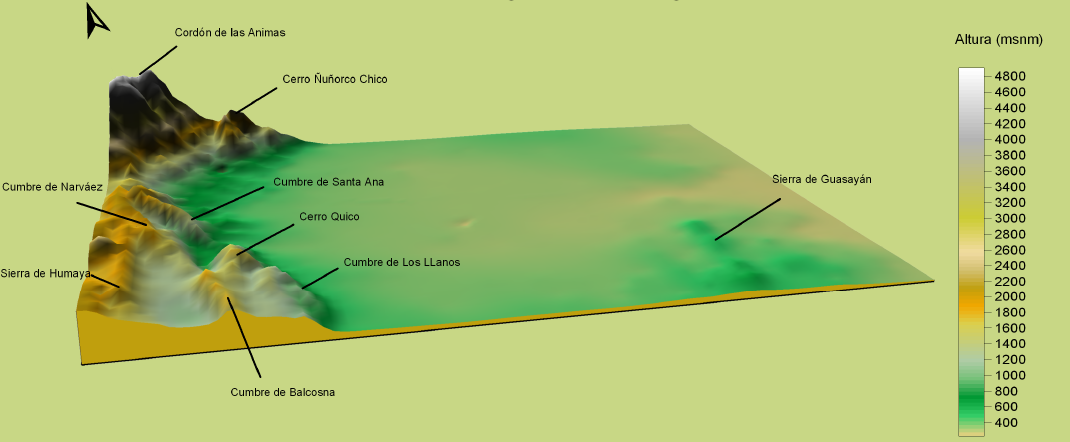 Cordón de las Animas
Altura (msnm)
Cerro Ñuñorco Chico
Cumbre de Narváez
Cumbre de Santa Ana
Sierra de Guasayán
Cerro Quico
Sierra de Humaya
Cumbre de Los LLanos
Cumbre de Balcosna
4800
4600
4400
4200
4000
3800
3600
3400
3200
3000
2800
2600
2400
2200
2000
1800
1600
1400
1200
1000
800
600
400